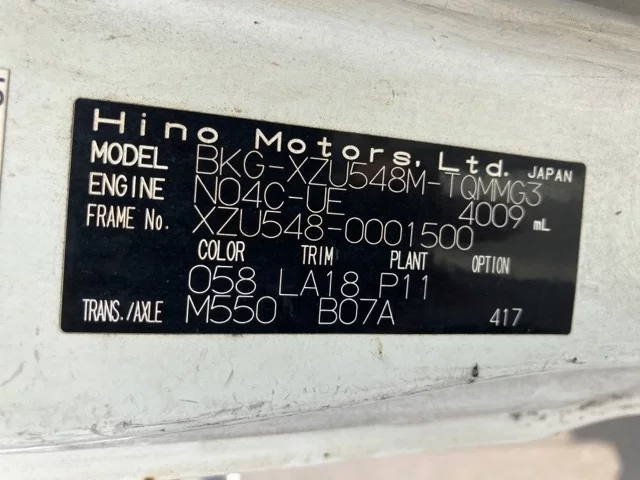 Hino Motors, Ltd. JAPAN
MODEL BKG-XZU548M-TQMMG3
ENGINE N04C-UE 4009 mL
FRAME No. XZU548-0001500
COLOR TRIM PLANT OPTION
058 LA18 P11
TRANS./AXLE M550 B07A 417